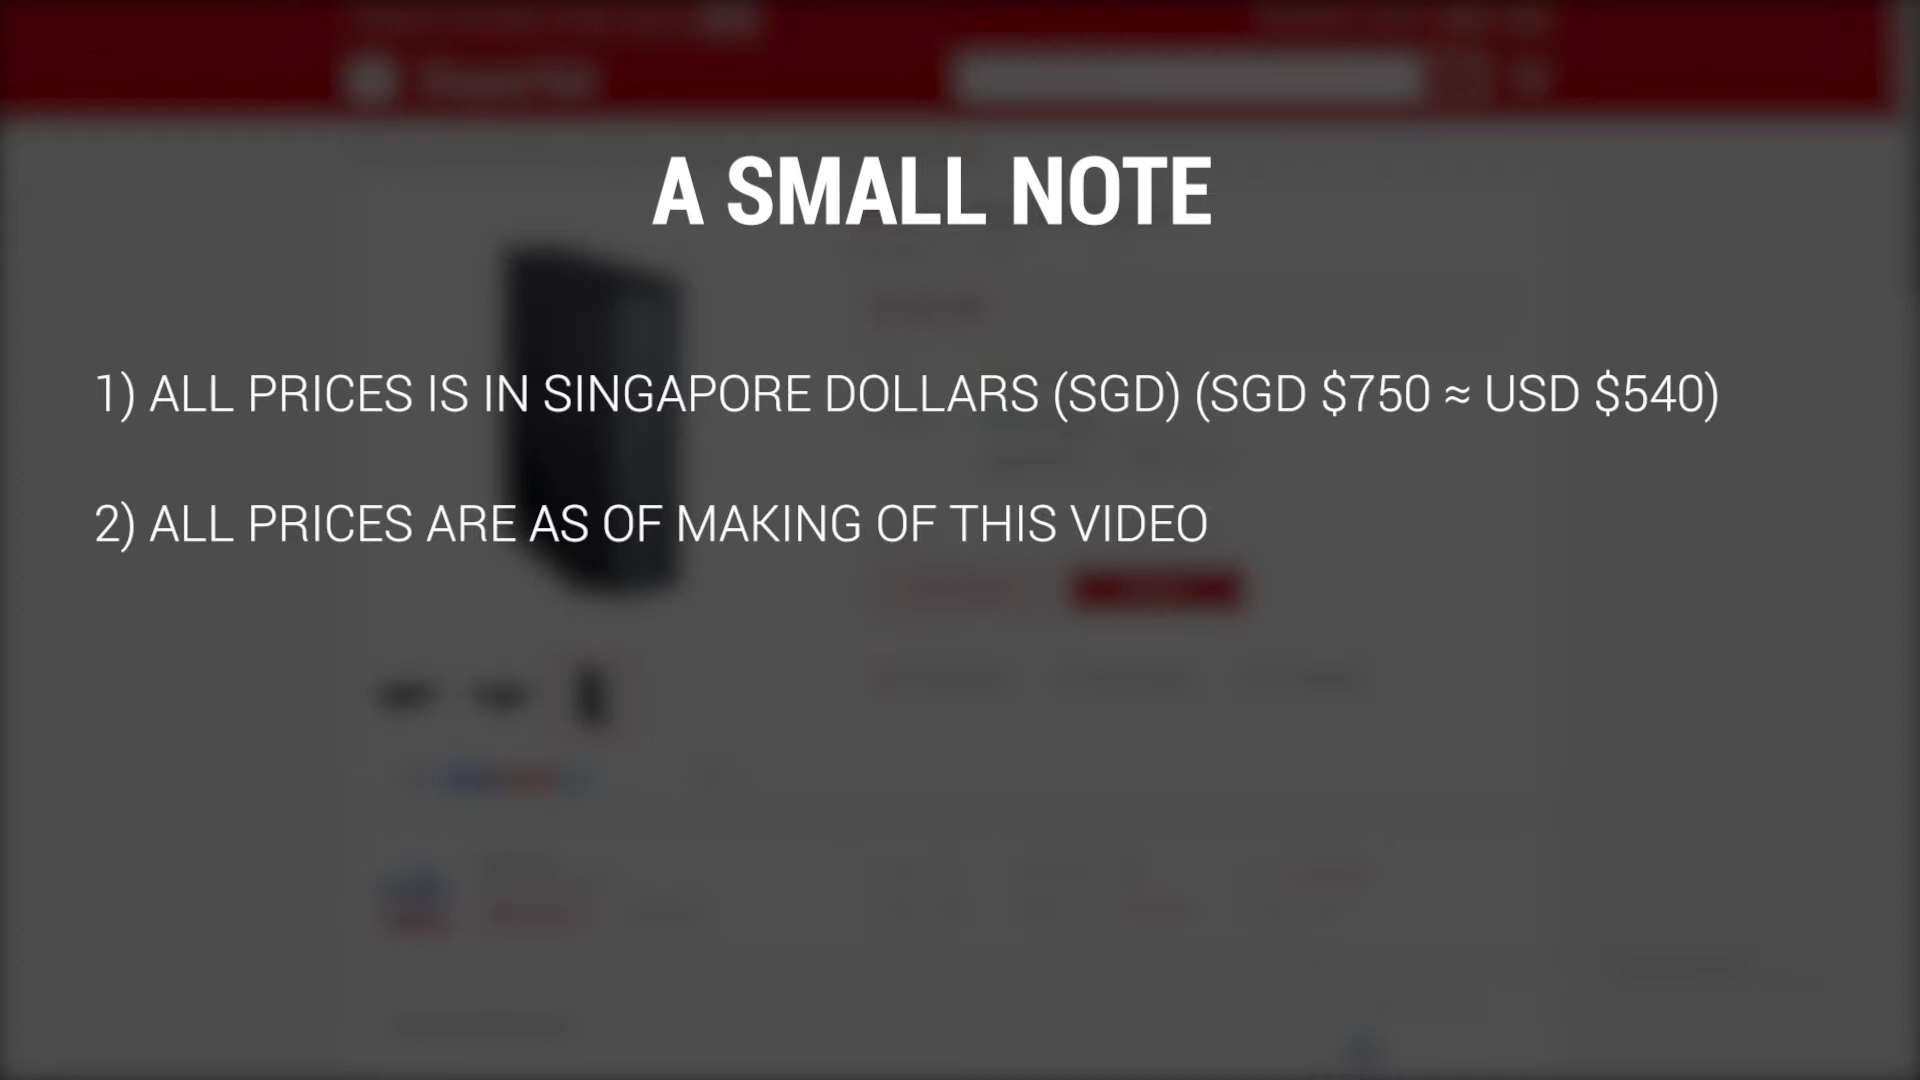 A SMALL NOTE
1) ALL PRICES IS IN SINGAPORE DOLLARS (SGD) (SGD $750 ≈ USD $540)
2) ALL PRICES ARE AS OF MAKING OF THIS VIDEO